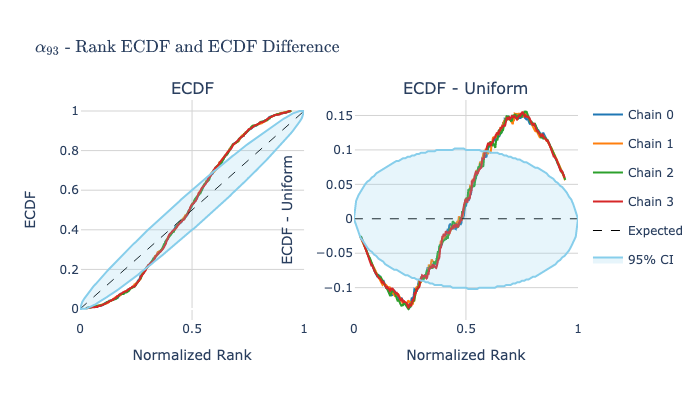 α₉₃ - Rank ECDF and ECDF Difference
ECDF
ECDF - Uniform
1
0.8
0.6
0.4
0.2
0
ECDF
0
0.5
1
Normalized Rank
0.15
0.1
0.05
0
−0.05
−0.1
ECDF - Uniform
0
0.5
1
Normalized Rank
Chain 0
Chain 1
Chain 2
Chain 3
Expected
95% CI